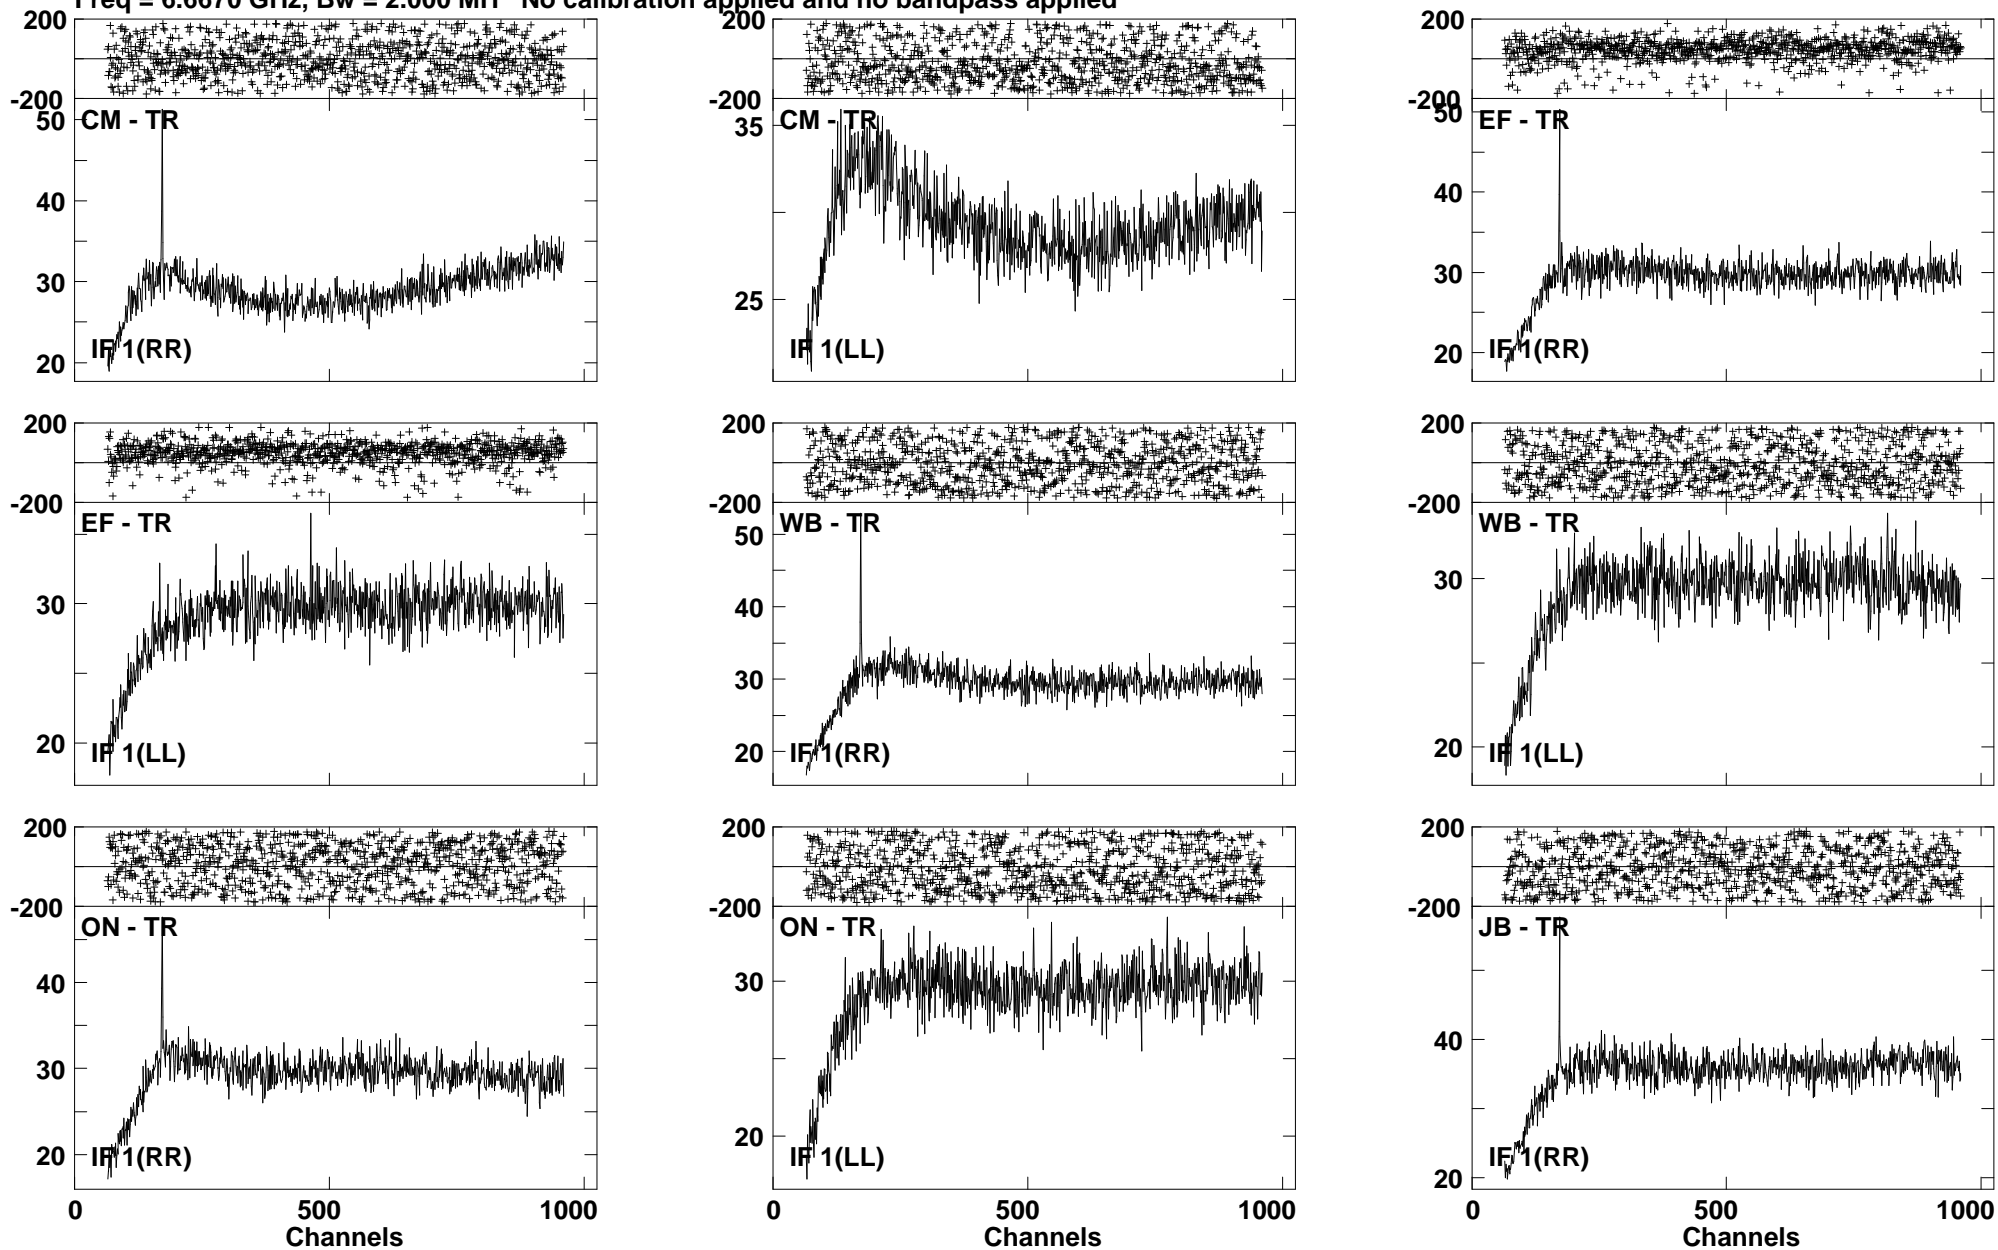 Freq = 6.6670 GHz, Bw = 2.000 MH No calibration applied and no bandpass applied
200
-200
50
40
30
20
CM - TR
IF 1(RR)
200
-200
35
25
CM - TR
IF 1(LL)
200
-200
50
40
30
20
EF - TR
IF 1(RR)
200
-200
30
20
EF - TR
IF 1(LL)
200
-200
50
40
30
20
WB - TR
IF 1(RR)
200
-200
30
20
WB - TR
IF 1(LL)
200
-200
40
30
20
ON - TR
IF 1(RR)
0 500 1000
Channels
200
-200
30
20
ON - TR
IF 1(LL)
0 500 1000
Channels
200
-200
40
20
JB - TR
IF 1(RR)
0 500 1000
Channels